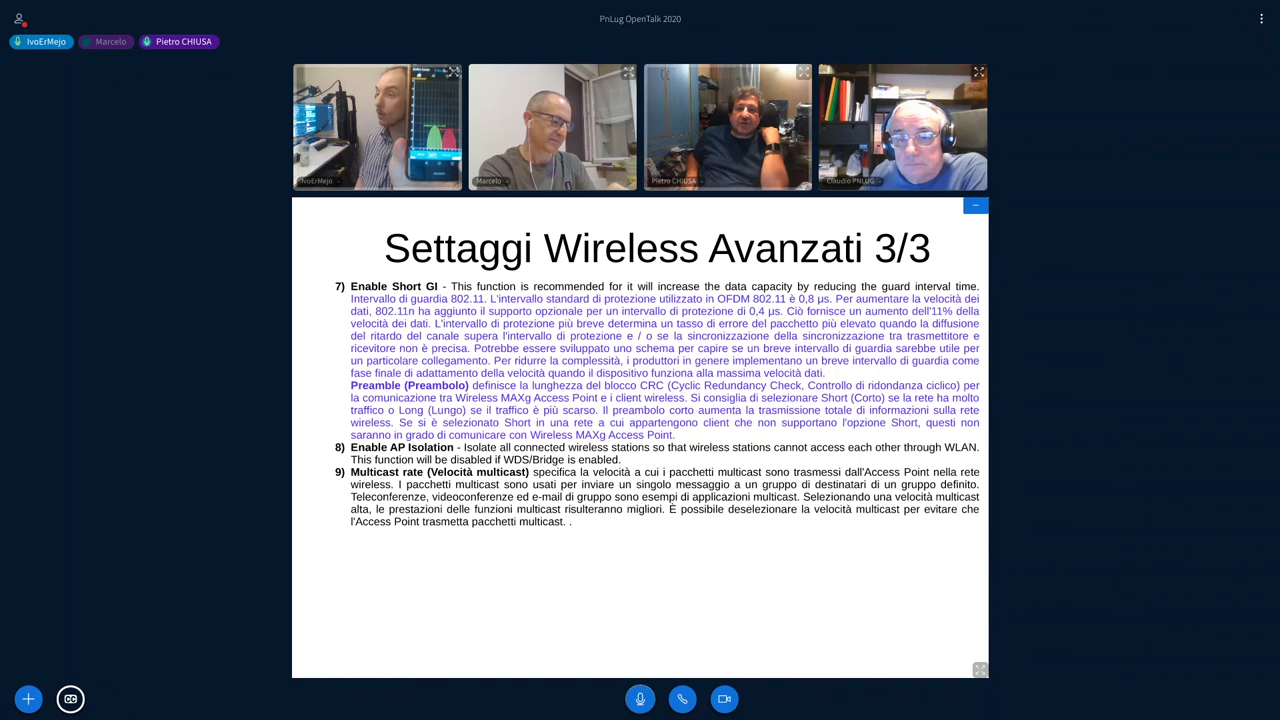 PnLug OpenTalk 2020
IvoErMejo
Marcelo
Pietro CHIUSA
IvoErMejo
Marcelo
Pietro CHIUSA
Claudio PNLUG
Settaggi Wireless Avanzati 3/3
7) Enable Short GI - This function is recommended for it will increase the data capacity by reducing the guard interval time.
Intervallo di guardia 802.11. L'intervallo standard di protezione utilizzato in OFDM 802.11 è 0,8 μs. Per aumentare la velocità dei
dati, 802.11n ha aggiunto il supporto opzionale per un intervallo di protezione di 0,4 μs. Ciò fornisce un aumento dell'11% della
velocità dei dati. L'intervallo di protezione più breve determina un tasso di errore del pacchetto più elevato quando la diffusione
del ritardo del canale supera l'intervallo di protezione e / o se la sincronizzazione della sincronizzazione tra trasmettitore e
ricevitore non è precisa. Potrebbe essere sviluppato uno schema per capire se un breve intervallo di guardia sarebbe utile per
un particolare collegamento. Per ridurre la complessità, i produttori in genere implementano un breve intervallo di guardia come
fase finale di adattamento della velocità quando il dispositivo funziona alla massima velocità dati.
Preamble (Preambolo) definisce la lunghezza del blocco CRC (Cyclic Redundancy Check, Controllo di ridondanza ciclico) per
la comunicazione tra Wireless MAXg Access Point e i client wireless. Si consiglia di selezionare Short (Corto) se la rete ha molto
traffico o Long (Lungo) se il traffico è più scarso. Il preambolo corto aumenta la trasmissione totale di informazioni sulla rete
wireless. Se si è selezionato Short in una rete a cui appartengono client che non supportano l'opzione Short, questi non
saranno in grado di comunicare con Wireless MAXg Access Point.
8) Enable AP Isolation - Isolate all connected wireless stations so that wireless stations cannot access each other through WLAN.
This function will be disabled if WDS/Bridge is enabled.
9) Multicast rate (Velocità multicast) specifica la velocità a cui i pacchetti multicast sono trasmessi dall'Access Point nella rete
wireless. I pacchetti multicast sono usati per inviare un singolo messaggio a un gruppo di destinatari di un gruppo definito.
Teleconferenze, videoconferenze ed e-mail di gruppo sono esempi di applicazioni multicast. Selezionando una velocità multicast
alta, le prestazioni delle funzioni multicast risulteranno migliori. È possibile deselezionare la velocità multicast per evitare che
l'Access Point trasmetta pacchetti multicast. .